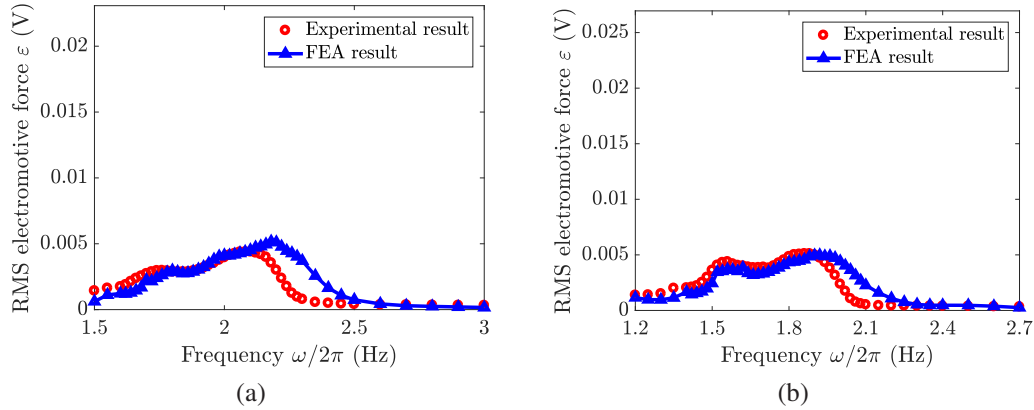 0.02
0.015
0.01
0.005
0
RMS electromotive force ε (V)
Experimental result
FEA result
1.5
2
2.5
3
Frequency ω/2π (Hz)
(a)
0.025
0.02
0.015
0.01
0.005
0
RMS electromotive force ε (V)
Experimental result
FEA result
1.2
1.5
1.8
2.1
2.4
2.7
Frequency ω/2π (Hz)
(b)